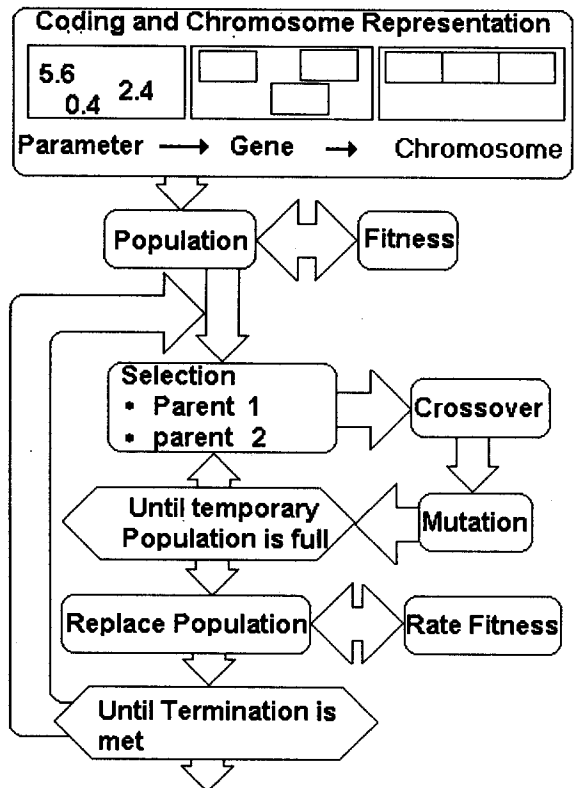 Coding and Chromosome Representation
5.6
0.4 2.4
Parameter Gene Chromosome
Population
Fitness
Selection
• Parent 1
• parent 2
Crossover
Until temporary
Population is full
Mutation
Replace Population
Rate Fitness
Until Termination is
met